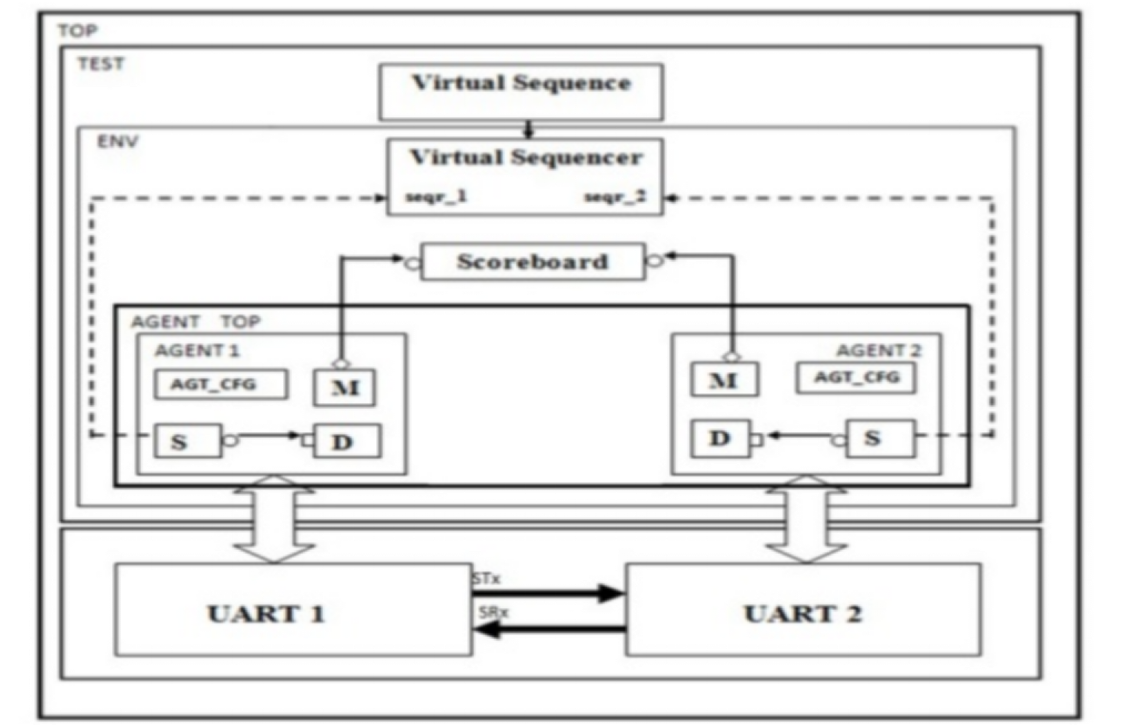 TOP
TEST
Virtual Sequence
ENV
Virtual Sequencer
seqr_1 seqr_2
Scoreboard
AGENT TOP
AGENT 1
AGT_CFG
M
S
D
AGENT 2
M
AGT_CFG
D
S
STx
SRx
UART 1
UART 2